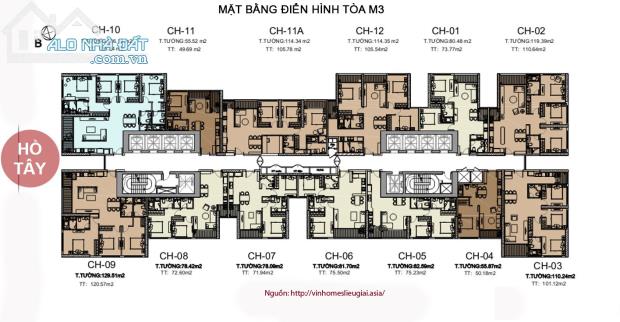 MẶT BẰNG ĐIỂN HÌNH TÒA M3
B
ALO NHÀ ĐẤT
.com.vn
CH-10
CH-11
T.TƯỜNG:55.52 m2
TT: 49.69 m2
CH-11A
T.TƯỜNG:114.34 m2
TT: 105.78 m2
CH-12
T.TƯỜNG:114.35 m2
TT: 105.54m2
CH-01
T.TƯỜNG:80.48 m2
TT: 73.77m2
CH-02
T.TƯỜNG:119.39m2
TT: 110.64m2
HỒ
TÂY
CH-09
T.TƯỜNG:129.51m2
TT: 120.57m2
CH-08
T.TƯỜNG:78.42m2
TT: 72.60m2
CH-07
T.TƯỜNG:78.09m2
TT: 71.94m2
CH-06
T.TƯỜNG:81.70m2
TT: 75.50m2
CH-05
T.TƯỜNG:82.59m2
TT: 75.23m2
CH-04
T.TƯỜNG:55.67m2
TT: 50.18m2
CH-03
T.TƯỜNG:110.24m2
TT: 101.12m2
Nguồn: http://vinhomeslieugiai.asia/